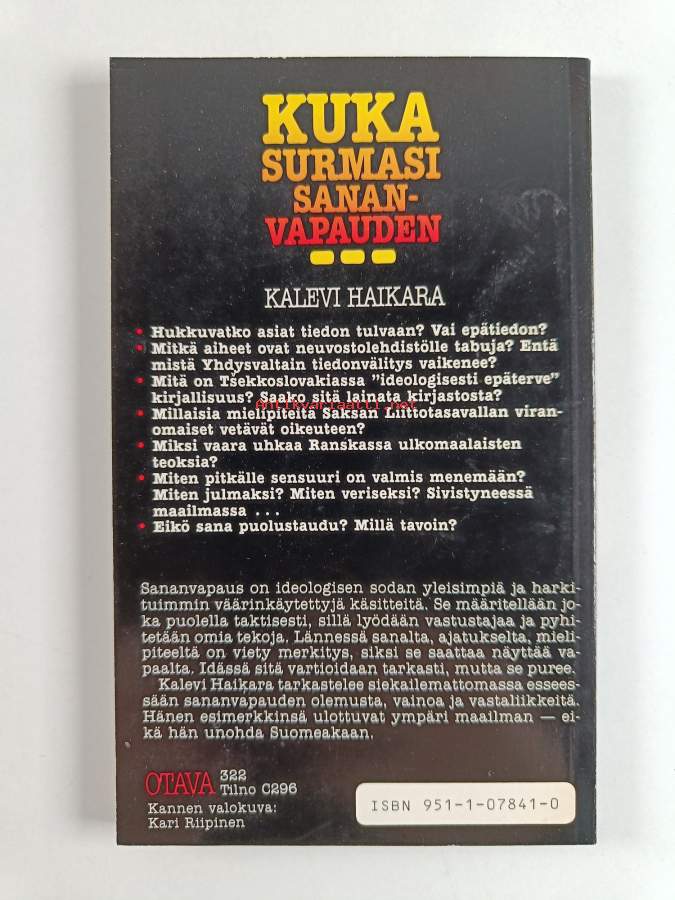 KUKA
SURMASI
SANAN-
VAPAUDEN
KALEVI HAIKARA
• Hukkuvatko asiat tiedon tulvaan? Vai epätiedon?
• Mitkä aiheet ovat neuvostolehdistölle tabuja? Entä
mistä Yhdysvaltain tiedonvälitys vaikenee?
• Mitä on Tšekkoslovakiassa ”ideologisesti epäterve”
kirjallisuus? Saako sitä lainata kirjastosta?
Antikvariaatti.net
• Millaisia mielipiteitä Saksan Liittotasavallan viran-
omaiset vetävät oikeuteen?
• Miksi vaara uhkaa Ranskassa ulkomaalaisten
teoksia?
• Miten pitkälle sensuuri on valmis menemään?
Miten julmaksi? Miten veriseksi? Sivistyneessä
maailmassa ...
• Eikö sana puolustaudu? Millä tavoin?
Sananvapaus on ideologisen sodan yleisimpiä ja harki-
tuimmin väärinkäytettyjä käsitteitä. Se määritellään jo-
ka puolella taktisesti, sillä lyödään vastustajaa ja pyhi-
tetään omia tekoja. Lännessä sanalta, ajatukselta, mieli-
piteeltä on viety merkitys, siksi se saattaa näyttää va-
paalta. Idässä sitä vartioidaan tarkasti, mutta se puree.
Kalevi Haikara tarkastelee siekailemattomassa essees-
sään sananvapauden olemusta, vainoa ja vastaliikkeitä.
Hänen esimerkkinsä ulottuvat ympäri maailman — ei-
kä hän unohda Suomeakaan.
OTAVA 322
Tilno C296
Kannen valokuva:
Kari Riipinen
ISBN 951-1-07841-0